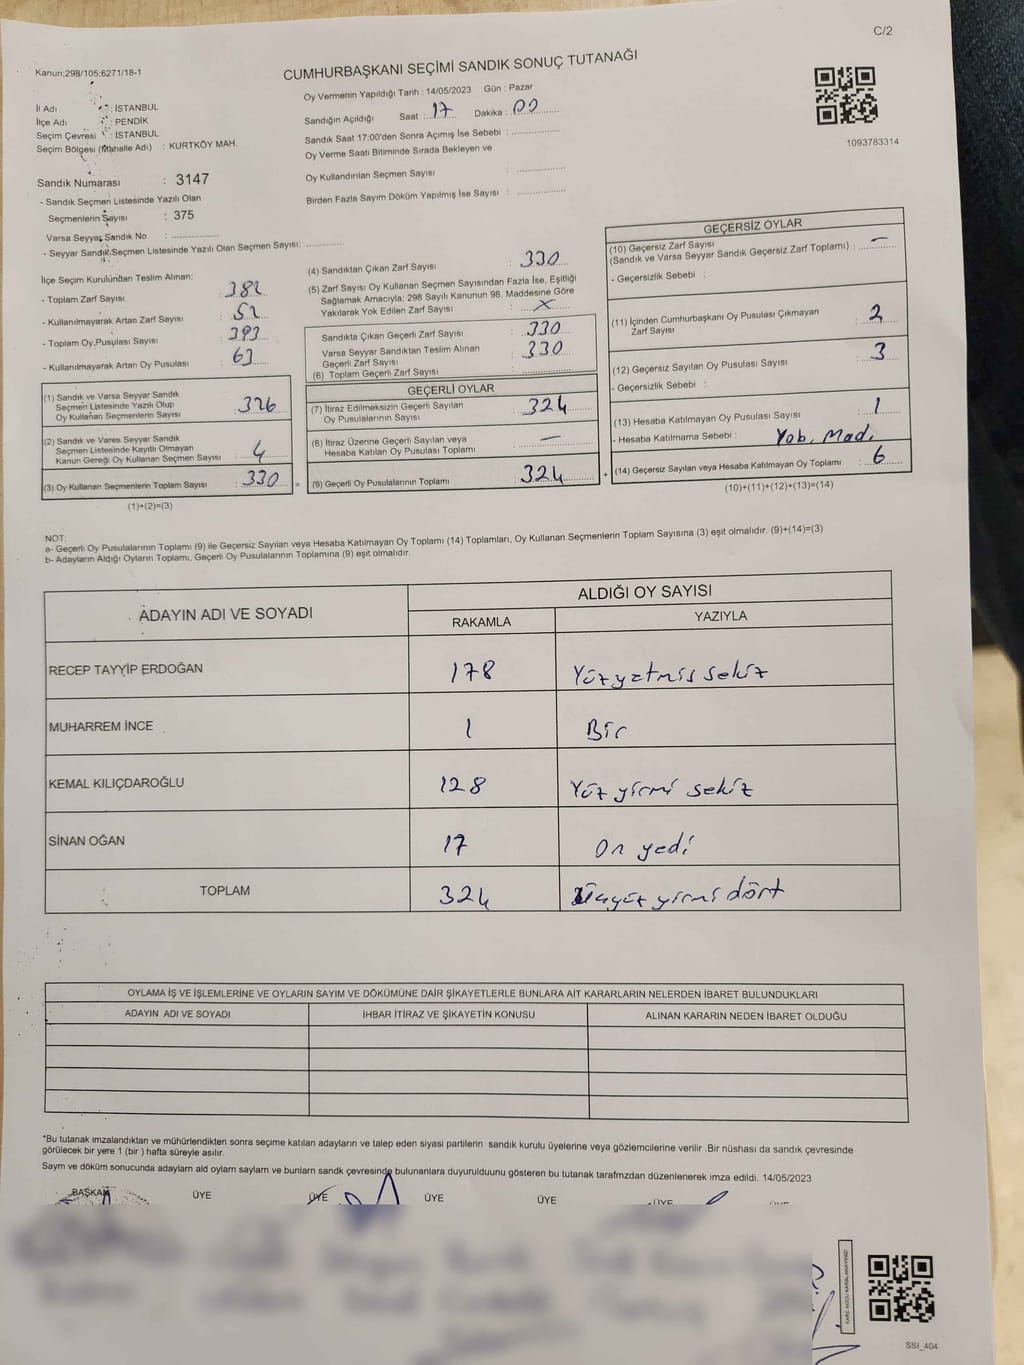 C/2
Kanun;298/105;6271/18-1
CUMHURBAŞKANI SEÇİMİ SANDIK SONUÇ TUTANAĞI
İl Adı : İSTANBUL
İlçe Adı : PENDİK
Seçim Çevresi : İSTANBUL
Seçim Bölgesi (Mahalle Adı) : KURTKÖY MAH.
Sandık Numarası : 3147
- Sandık Seçmen Listesinde Yazılı Olan
Seçmenlerin Sayısı : 375
Varsa Seyyar Sandık No : ..............
- Seyyar Sandık Seçmen Listesinde Yazılı Olan Seçmen Sayısı: ............
Oy Vermenin Yapıldığı Tarih : 14/05/2023 Gün : Pazar
Sandığın Açıldığı Saat : 17 Dakika : 00
Sandık Saat 17:00'den Sonra Açımış İse Sebebi : ..............
Oy Verme Saati Bitiminde Sırada Bekleyen ve
Oy Kullandırılan Seçmen Sayısı : ..............
Birden Fazla Sayım Döküm Yapılmış İse Sayısı : ..............
1093783314
İlçe Seçim Kurulundan Teslim Alınan:
- Toplam Zarf Sayısı : 382
- Kullanılmayarak Artan Zarf Sayısı : 52
- Toplam Oy Pusulası Sayısı : 393
- Kullanılmayarak Artan Oy Pusulası : 63
(1) Sandık ve Varsa Seyyar Sandık
Seçmen Listesinde Yazılı Olup
Oy Kullanan Seçmenlerin Sayısı : 326
(2) Sandık ve Varsa Seyyar Sandık
Seçmen Listesinde Kayıtlı Olmayan
Kanun Gereği Oy Kullanan Seçmen Sayısı : 4
(3) Oy Kullanan Seçmenlerin Toplam Sayısı : 330 =
(1)+(2)=(3)
(4) Sandıktan Çıkan Zarf Sayısı : 330
(5) Zarf Sayısı Oy Kullanan Seçmen Sayısından Fazla İse, Eşitliği
Sağlamak Amacıyla; 298 Sayılı Kanunun 98. Maddesine Göre
Yakılarak Yok Edilen Zarf Sayısı : X
Sandıkta Çıkan Geçerli Zarf Sayısı : 330
Varsa Seyyar Sandıktan Teslim Alınan
Geçerli Zarf Sayısı : 330
(6) Toplam Geçerli Zarf Sayısı : ..............
GEÇERLİ OYLAR
(7) İtiraz Edilmeksizin Geçerli Sayılan
Oy Pusulalarının Sayısı : 324
(8) İtiraz Üzerine Geçerli Sayılan veya
Hesaba Katılan Oy Pusulası Toplamı : —
(9) Geçerli Oy Pusulalarının Toplamı : 324 +
GEÇERSİZ OYLAR
(10) Geçersiz Zarf Sayısı
(Sandık ve Varsa Seyyar Sandık Geçersiz Zarf Toplamı) : —
- Geçersizlik Sebebi :
(11) İçinden Cumhurbaşkanı Oy Pusulası Çıkmayan
Zarf Sayısı : 2
(12) Geçersiz Sayılan Oy Pusulası Sayısı : 3
- Geçersizlik Sebebi :
(13) Hesaba Katılmayan Oy Pusulası Sayısı : 1
- Hesaba Katılmama Sebebi : Yab. Mad.
(14) Geçersiz Sayılan veya Hesaba Katılmayan Oy Toplamı : 6
(10)+(11)+(12)+(13)=(14)
NOT:
a- Geçerli Oy Pusulalarının Toplamı (9) ile Geçersiz Sayılan veya Hesaba Katılmayan Oy Toplamı (14) Toplamları, Oy Kullanan Seçmenlerin Toplam Sayısına (3) eşit olmalıdır. (9)+(14)=(3)
b- Adayların Aldığı Oyların Toplamı, Geçerli Oy Pusulalarının Toplamına (9) eşit olmalıdır.
ADAYIN ADI VE SOYADI
ALDIĞI OY SAYISI
RAKAMLA YAZIYLA
RECEP TAYYİP ERDOĞAN 178 Yüzyetmiş sekiz
MUHARREM İNCE 1 Bir
KEMAL KILIÇDAROĞLU 128 Yüz yirmi sekiz
SİNAN OĞAN 17 On yedi
TOPLAM 324 Üçyüz yirmi dört
OYLAMA İŞ VE İŞLEMLERİNE VE OYLARIN SAYIM VE DÖKÜMÜNE DAİR ŞİKAYETLERLE BUNLARA AİT KARARLARIN NELERDEN İBARET BULUNDUKLARI
ADAYIN ADI VE SOYADI İHBAR İTİRAZ VE ŞİKAYETİN KONUSU ALINAN KARARIN NEDEN İBARET OLDUĞU
*Bu tutanak imzalandıktan ve mühürlendikten sonra seçime katılan adayların ve talep eden siyasi partilerin sandık kurulu üyelerine veya gözlemcilerine verilir .Bir nüshası da sandık çevresinde
görülecek bir yere 1 (bir ) hafta süreyle asılır.
Sayım ve döküm sonucunda adaylarn ald oylarn saylarn ve bunlarn sandk çevresinde bulunanlara duyurulduunu gösteren bu tutanak tarafmzdan düzenlenerek imza edildi. 14/05/2023
BAŞKAN ÜYE ÜYE ÜYE ÜYE ÜYE
KARE KODU KARALAMAYINIZ!
SSI_404